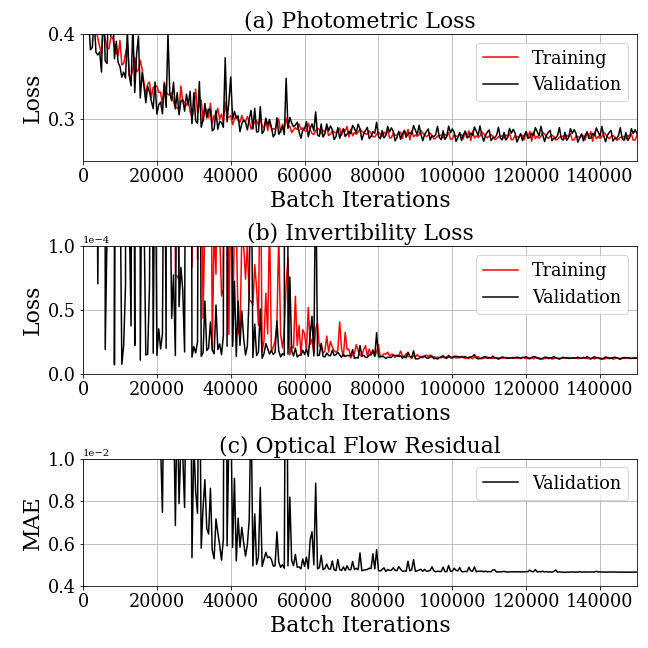 (a) Photometric Loss
0.4
0.3
Loss
Training
Validation
0 20000 40000 60000 80000 100000 120000 140000
Batch Iterations
(b) Invertibility Loss
1e−4
1.0
0.5
0.0
Loss
Training
Validation
0 20000 40000 60000 80000 100000 120000 140000
Batch Iterations
(c) Optical Flow Residual
1e−2
1.0
0.8
0.6
0.4
MAE
Validation
0 20000 40000 60000 80000 100000 120000 140000
Batch Iterations